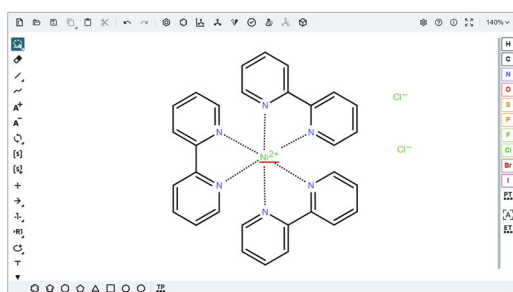 140%
H
C
N
O
S
P
F
Cl
Br
I
PT
[A]
ET
A+
A-
[S]
[S]
R1
T
TP
N
N
N
Ni2+
N
N
N
Cl−
Cl−